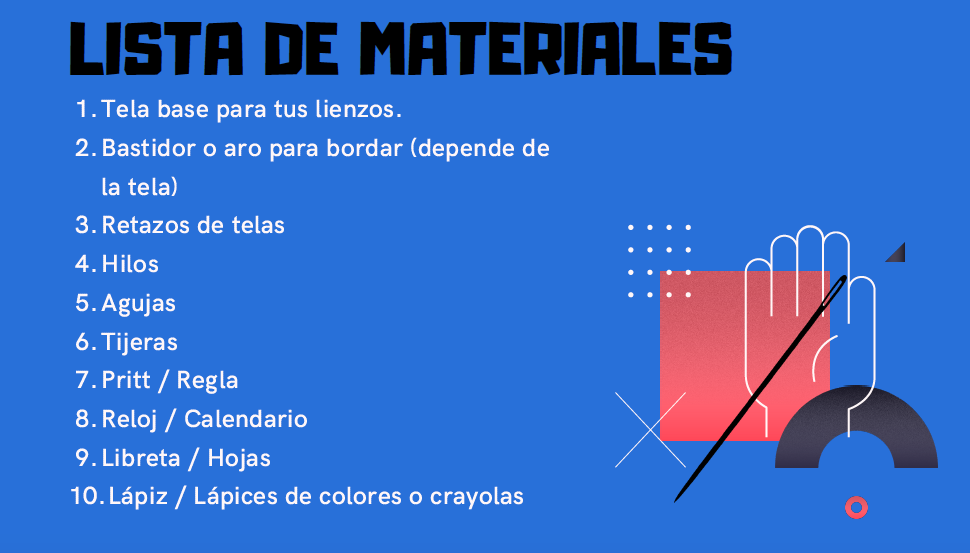 LISTA DE MATERIALES
1. Tela base para tus lienzos.
2. Bastidor o aro para bordar (depende de
la tela)
3. Retazos de telas
4. Hilos
5. Agujas
6. Tijeras
7. Pritt / Regla
8. Reloj / Calendario
9. Libreta / Hojas
10. Lápiz / Lápices de colores o crayolas